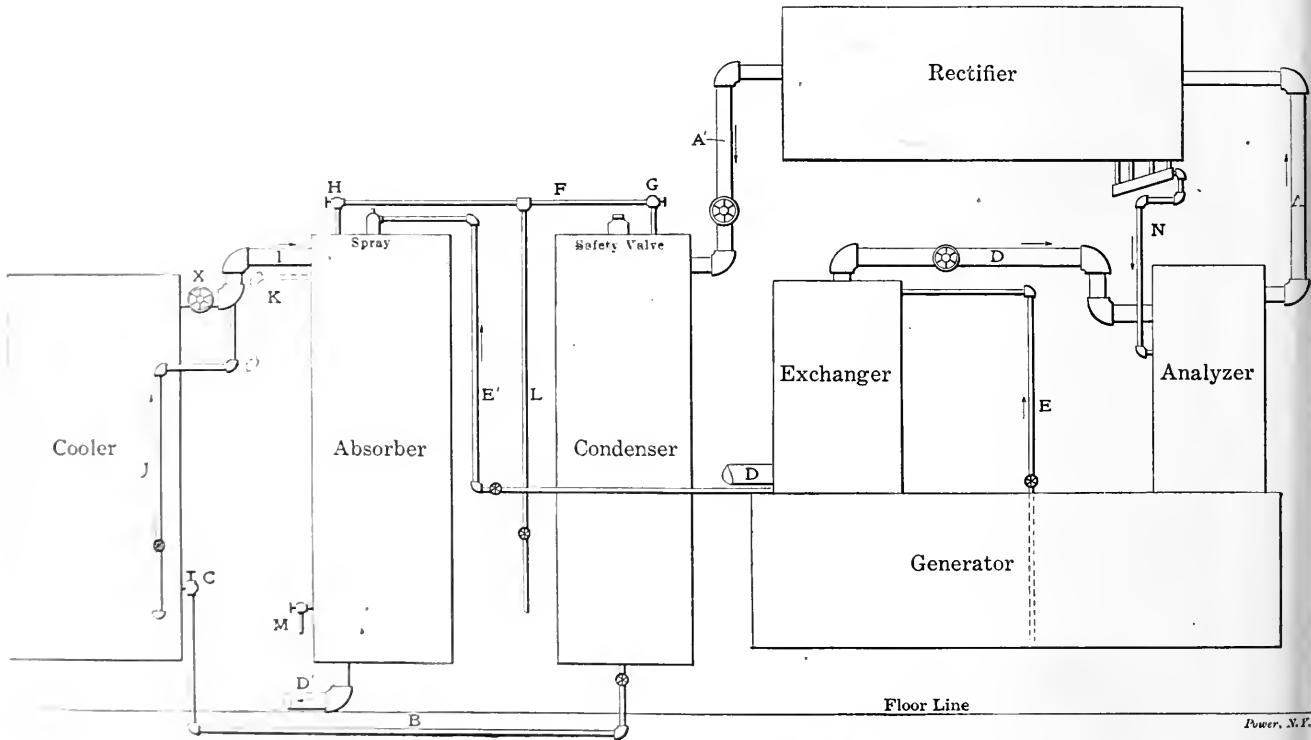 Rectifier
A'
H
F
G
N
Spray
Safety Valve
I
D
X
K
Exchanger
Analyzer
E'
L
E
Cooler
Absorber
Condenser
J
D
Generator
C
M
D'
B
Floor Line
Power, N.Y.